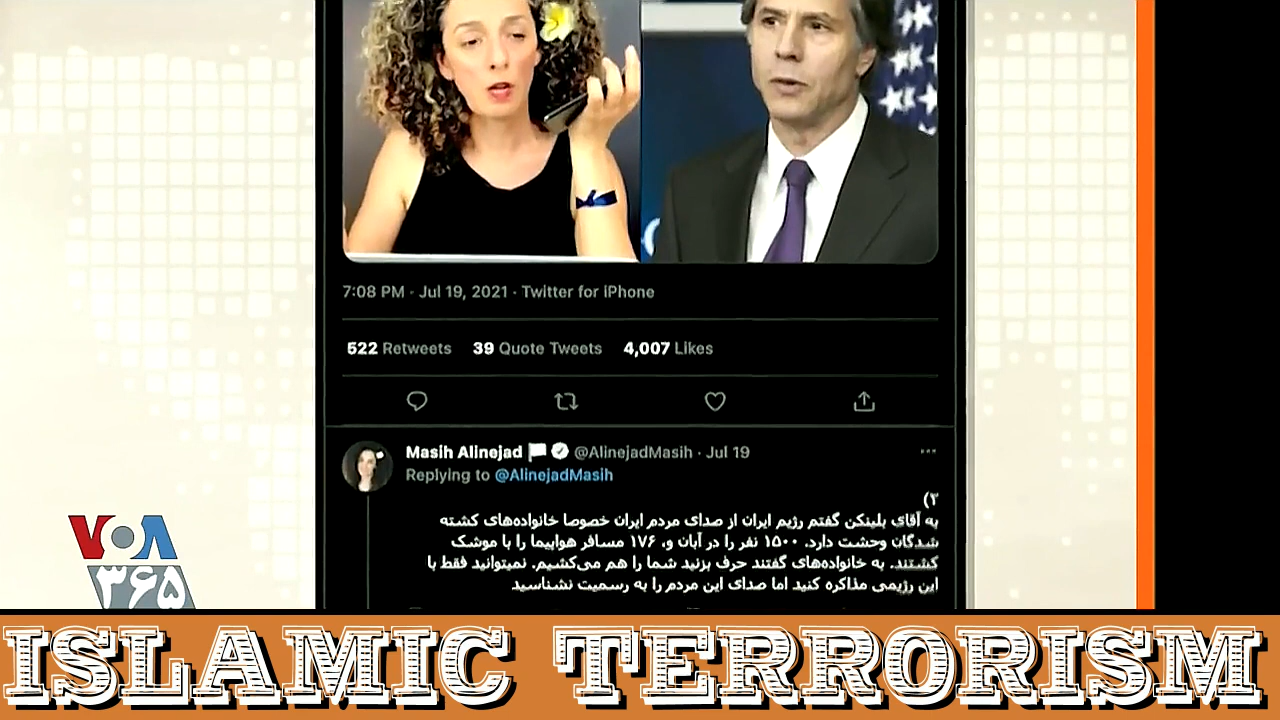 7:08 PM · Jul 19, 2021 · Twitter for iPhone
522 Retweets 39 Quote Tweets 4,007 Likes
Masih Alinejad @AlinejadMasih · Jul 19
Replying to @AlinejadMasih
۲)
به آقای بلینکن گفتم رژیم ایران از صدای مردم ایران خصوصا خانواده‌های کشته
شدگان وحشت دارد. ۱۵۰۰ نفر را در آبان و، ۱۷۶ مسافر هواپیما را با موشک
کشتند. به خانواده‌های گفتند حرف بزنید شما را هم می‌کشیم. نمیتوانید فقط با
این رژیمی مذاکره کنید اما صدای این مردم را به رسمیت نشناسید
VOA
۳۶۵
ISLAMIC TERRORISM